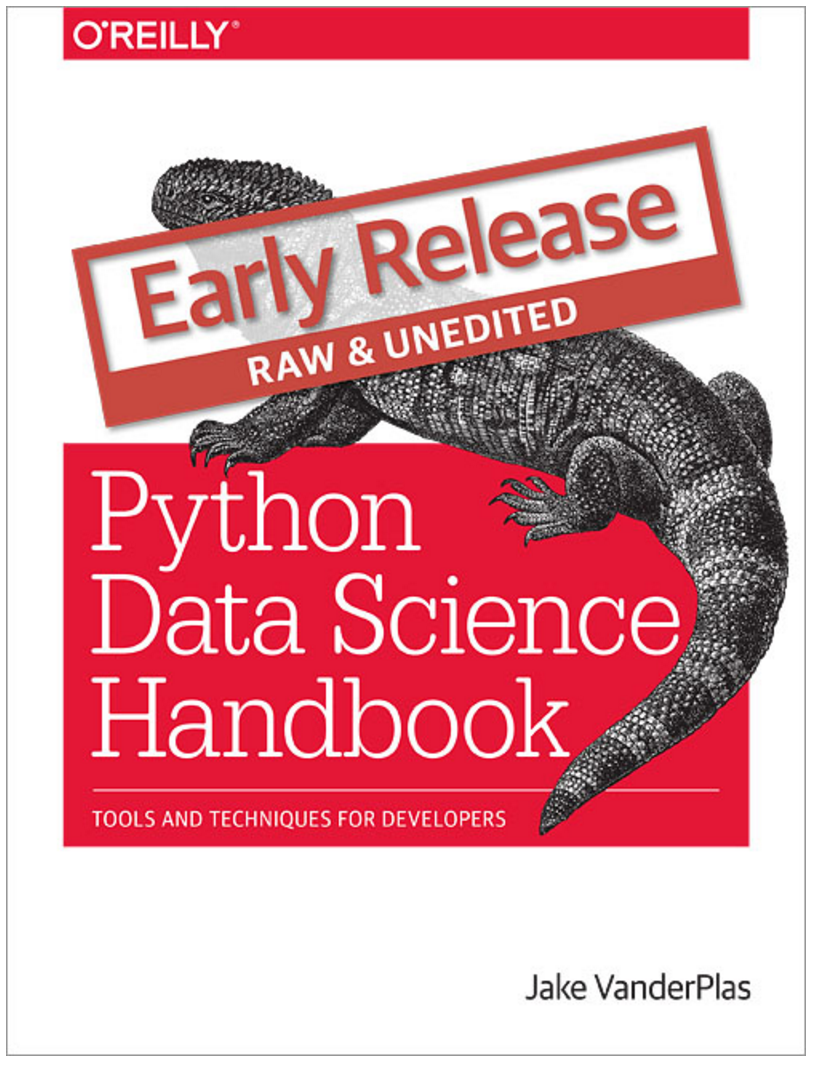 O'REILLY®
Early Release
RAW & UNEDITED
Python
Data Science
Handbook
TOOLS AND TECHNIQUES FOR DEVELOPERS
Jake VanderPlas